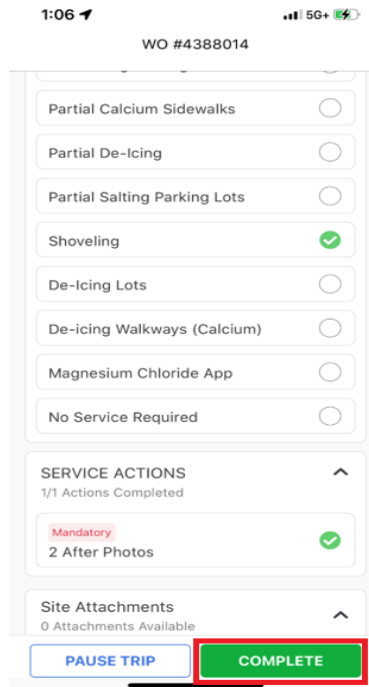 1:06
5G+
WO #4388014
Partial Calcium Sidewalks
Partial De-Icing
Partial Salting Parking Lots
Shoveling
De-Icing Lots
De-icing Walkways (Calcium)
Magnesium Chloride App
No Service Required
SERVICE ACTIONS
1/1 Actions Completed
Mandatory
2 After Photos
Site Attachments
0 Attachments Available
PAUSE TRIP
COMPLETE